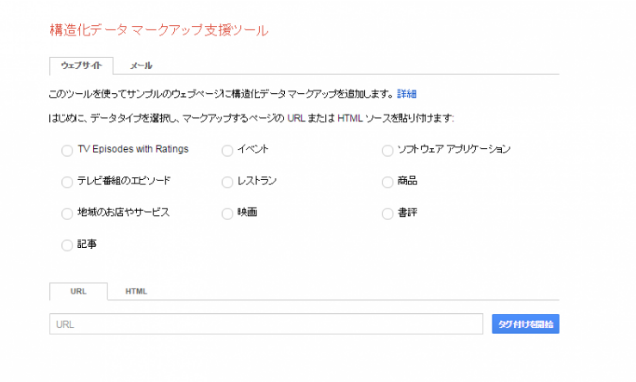 構造化データ マークアップ支援ツール
ウェブサイト メール
このツールを使ってサンプルのウェブページに構造化データ マークアップを追加します。 詳細
はじめに、データタイプを選択し、マークアップするページの URL または HTML ソースを貼り付けます:
TV Episodes with Ratings イベント ソフトウェア アプリケーション
テレビ番組のエピソード レストラン 商品
地域のお店やサービス 映画 書評
記事
URL HTML
URL タグ付けを開始